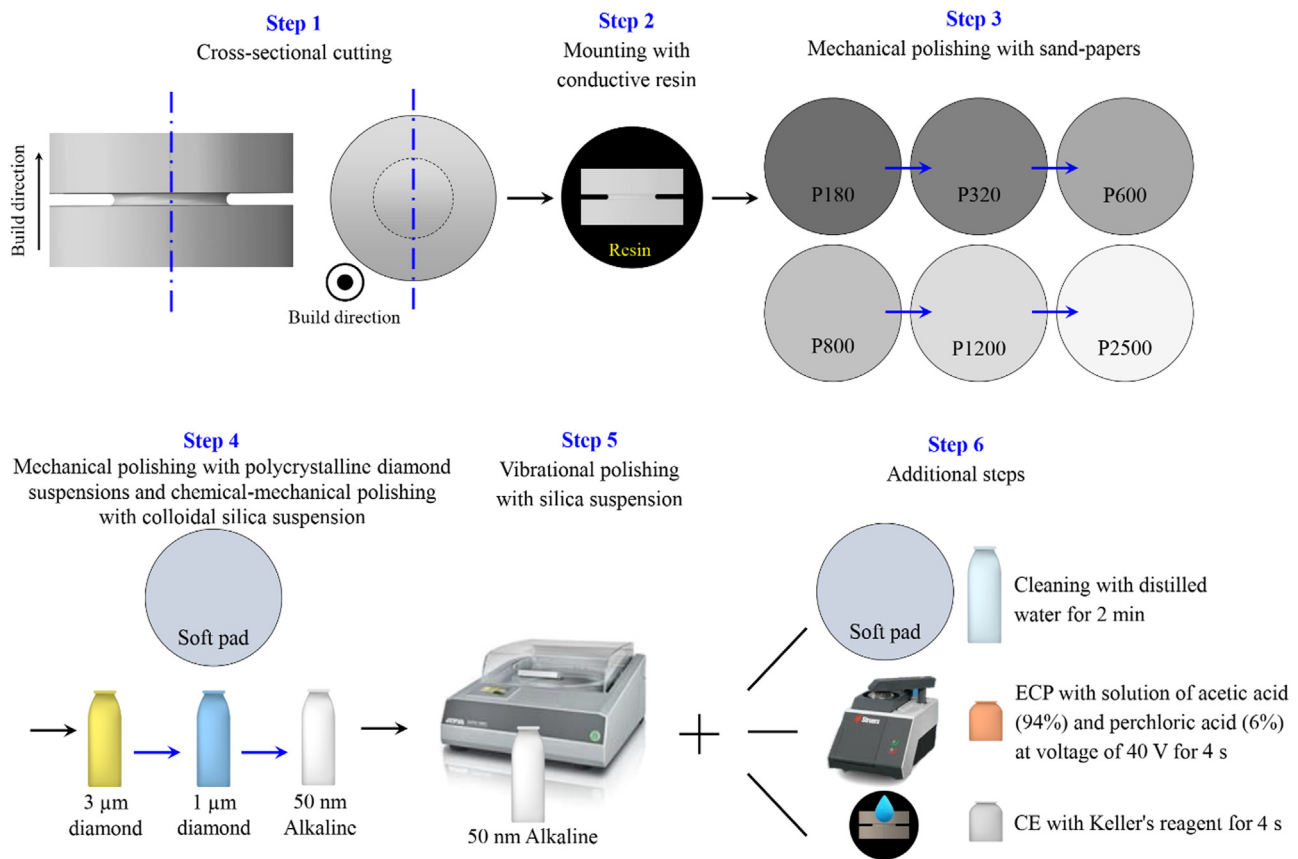 Step 1
Cross-sectional cutting
Build direction
Build direction
Step 2
Mounting with
conductive resin
Resin
Step 3
Mechanical polishing with sand-papers
P180
P320
P600
P800
P1200
P2500
Step 4
Mechanical polishing with polycrystalline diamond
suspensions and chemical-mechanical polishing
with colloidal silica suspension
Soft pad
3 µm
diamond
1 µm
diamond
50 nm
Alkaline
Step 5
Vibrational polishing
with silica suspension
50 nm Alkaline
Step 6
Additional steps
Soft pad
Cleaning with distilled
water for 2 min
Struers
ECP with solution of acetic acid
(94%) and perchloric acid (6%)
at voltage of 40 V for 4 s
CE with Keller's reagent for 4 s